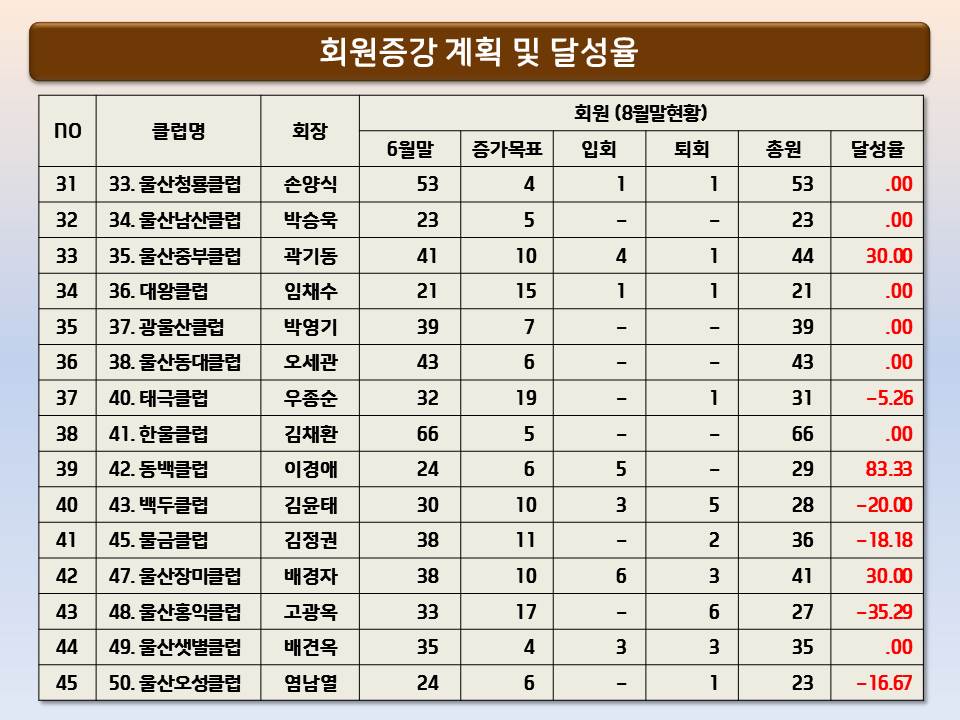 회원증강 계획 및 달성율
NO 클럽명 회장 회원 (8월말현황)
6월말 증가목표 입회 퇴회 총원 달성율
31 33. 울산청룡클럽 손양식 53 4 1 1 53 .00
32 34. 울산남산클럽 박승욱 23 5 - - 23 .00
33 35. 울산중부클럽 곽기동 41 10 4 1 44 30.00
34 36. 대왕클럽 임채수 21 15 1 1 21 .00
35 37. 광울산클럽 박영기 39 7 - - 39 .00
36 38. 울산동대클럽 오세관 43 6 - - 43 .00
37 40. 태극클럽 우종순 32 19 - 1 31 -5.26
38 41. 한울클럽 김채환 66 5 - - 66 .00
39 42. 동백클럽 이경애 24 6 5 - 29 83.33
40 43. 백두클럽 김윤태 30 10 3 5 28 -20.00
41 45. 물금클럽 김정권 38 11 - 2 36 -18.18
42 47. 울산장미클럽 배경자 38 10 6 3 41 30.00
43 48. 울산홍익클럽 고광옥 33 17 - 6 27 -35.29
44 49. 울산샛별클럽 배견옥 35 4 3 3 35 .00
45 50. 울산오성클럽 염남열 24 6 - 1 23 -16.67